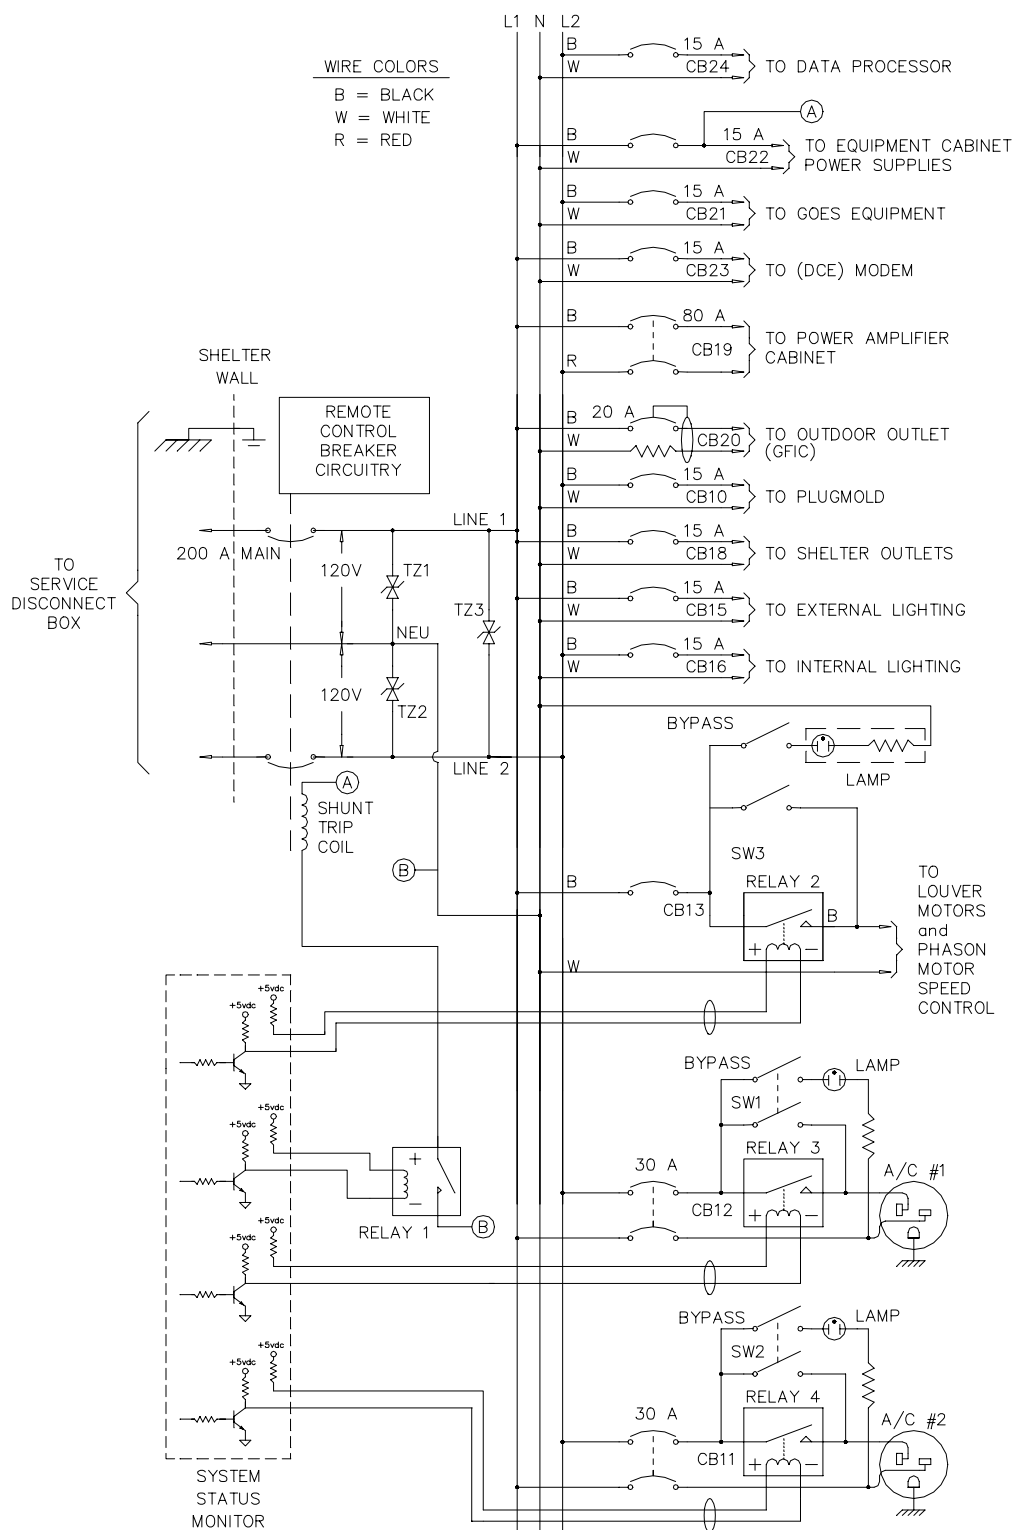 L1 N L2
WIRE COLORS
B = BLACK
W = WHITE
R = RED
B 15 A
W CB24 TO DATA PROCESSOR
A
B 15 A
W CB22 TO EQUIPMENT CABINET
POWER SUPPLIES
B 15 A
W CB21 TO GOES EQUIPMENT
B 15 A
W CB23 TO (DCE) MODEM
B 80 A
CB19 TO POWER AMPLIFIER
CABINET
R
SHELTER
WALL
REMOTE
CONTROL
BREAKER
CIRCUITRY
B 20 A
W CB20 TO OUTDOOR OUTLET
(GFIC)
B 15 A
W CB10 TO PLUGMOLD
B 15 A
W CB18 TO SHELTER OUTLETS
B 15 A
W CB15 TO EXTERNAL LIGHTING
B 15 A
W CB16 TO INTERNAL LIGHTING
LINE 1
200 A MAIN
120V
TZ1
TZ3
NEU
TO
SERVICE
DISCONNECT
BOX
120V
TZ2
LINE 2
A
SHUNT
TRIP
COIL
B
BYPASS
LAMP
SW3
RELAY 2
B
CB13
B
+ −
W
TO
LOUVER
MOTORS
and
PHASON
MOTOR
SPEED
CONTROL
+5vdc
+5vdc
+5vdc
+5vdc
+5vdc
+5vdc
+5vdc
+5vdc
SYSTEM
STATUS
MONITOR
+
−
RELAY 1
B
BYPASS
LAMP
SW1
RELAY 3
30 A
CB12
+ −
A/C #1
BYPASS
LAMP
SW2
RELAY 4
30 A
CB11
+ −
A/C #2